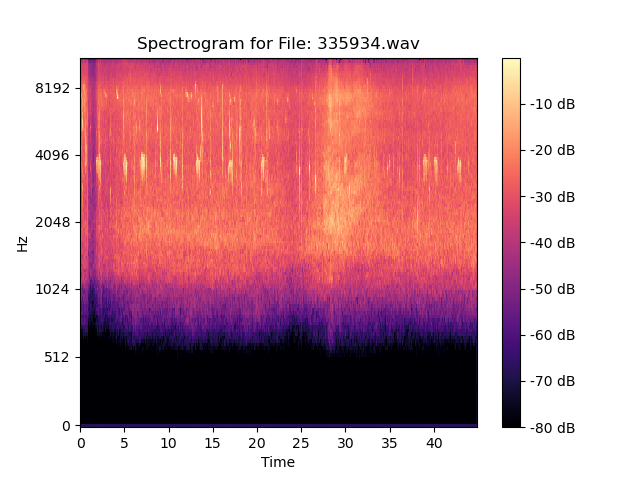 Spectrogram for File: 335934.wav
8192
4096
2048
1024
512
0
Hz
0 5 10 15 20 25 30 35 40
Time
-10 dB
-20 dB
-30 dB
-40 dB
-50 dB
-60 dB
-70 dB
-80 dB